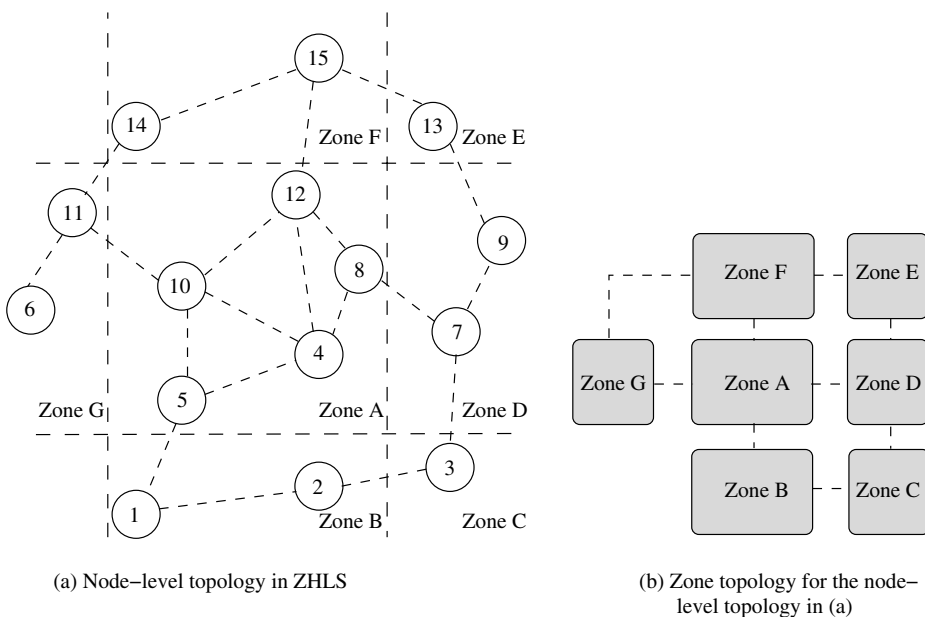 15
14
13
Zone F
Zone E
12
11
9
8
10
6
7
4
5
Zone G
Zone A
Zone D
3
2
1
Zone B
Zone C
(a) Node–level topology in ZHLS
Zone F
Zone E
Zone G
Zone A
Zone D
Zone B
Zone C
(b) Zone topology for the node–
level topology in (a)